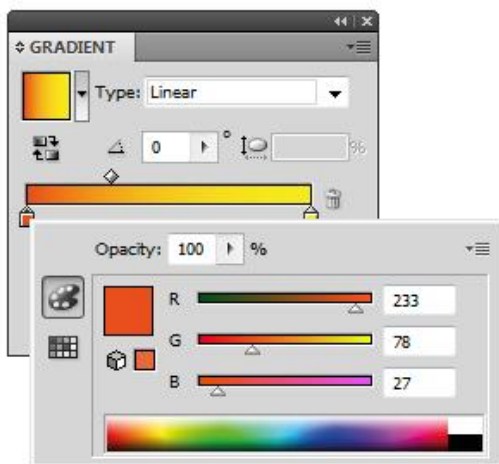 GRADIENT
Type: Linear
0 ° %
Opacity: 100 %
R 233
G 78
B 27